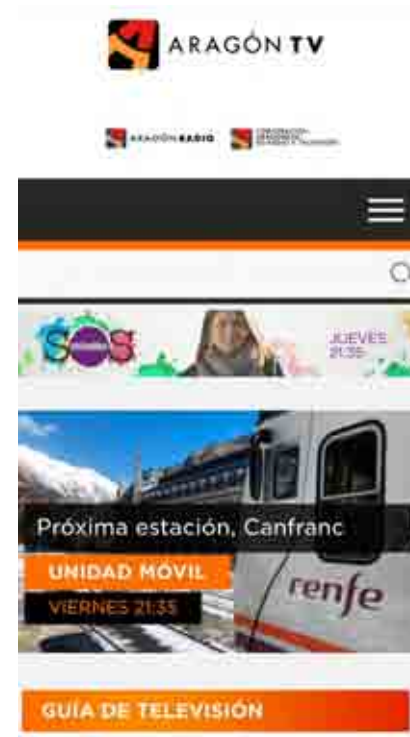 ARAGÓN TV
ARAGÓN RADIO
SOS
JUEVES
21:35
Próxima estación, Canfranc
UNIDAD MÓVIL
VIERNES 21:35
renfe
GUÍA DE TELEVISIÓN